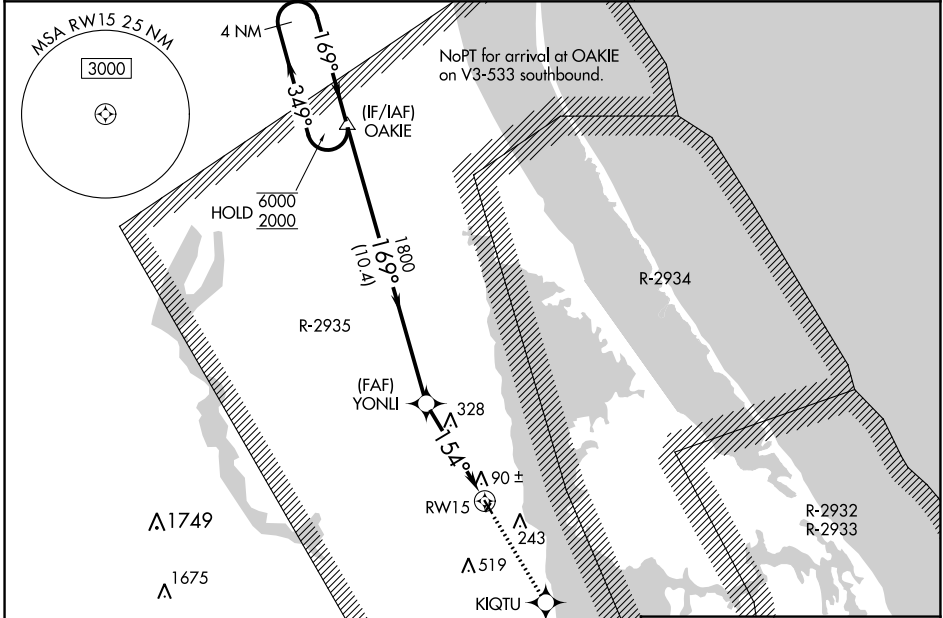 MSA RW15 25 NM
3000
4 NM
169°
349°
NoPT for arrival at OAKIE
on V3-533 southbound.
(IF/IAF)
OAKIE
HOLD 6000
2000
1800
169°
(10.4)
R-2934
R-2935
(FAF)
YONLI
328
154°
90 ±
RW15
1749
243
R-2932
R-2933
519
1675
KIQTU